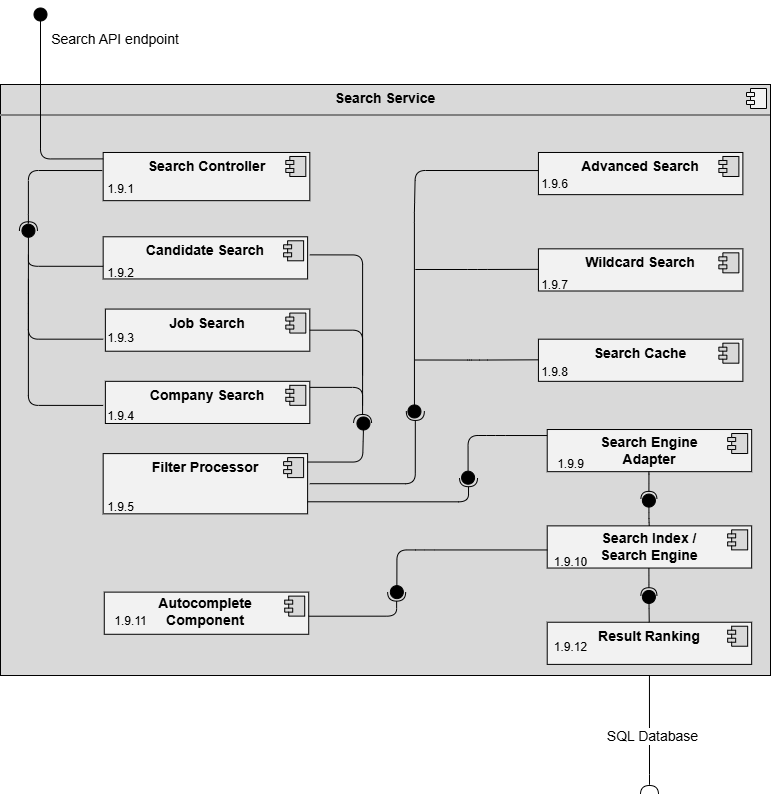 Search API endpoint
Search Service
Search Controller
1.9.1
Candidate Search
1.9.2
Job Search
1.9.3
Company Search
1.9.4
Filter Processor
1.9.5
Advanced Search
1.9.6
Wildcard Search
1.9.7
Search Cache
1.9.8
Search Engine
Adapter
1.9.9
Search Index /
Search Engine
1.9.10
Autocomplete
Component
1.9.11
Result Ranking
1.9.12
SQL Database